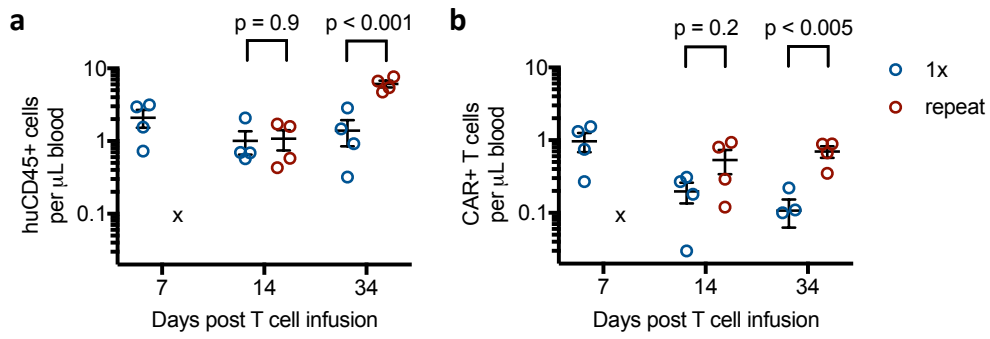 a
p = 0.9
p < 0.001
huCD45+ cells
per μL blood
10
1
0.1
x
7
14
34
Days post T cell infusion
b
p = 0.2
p < 0.005
CAR+ T cells
per μL blood
10
1
0.1
x
7
14
34
Days post T cell infusion
1x
repeat